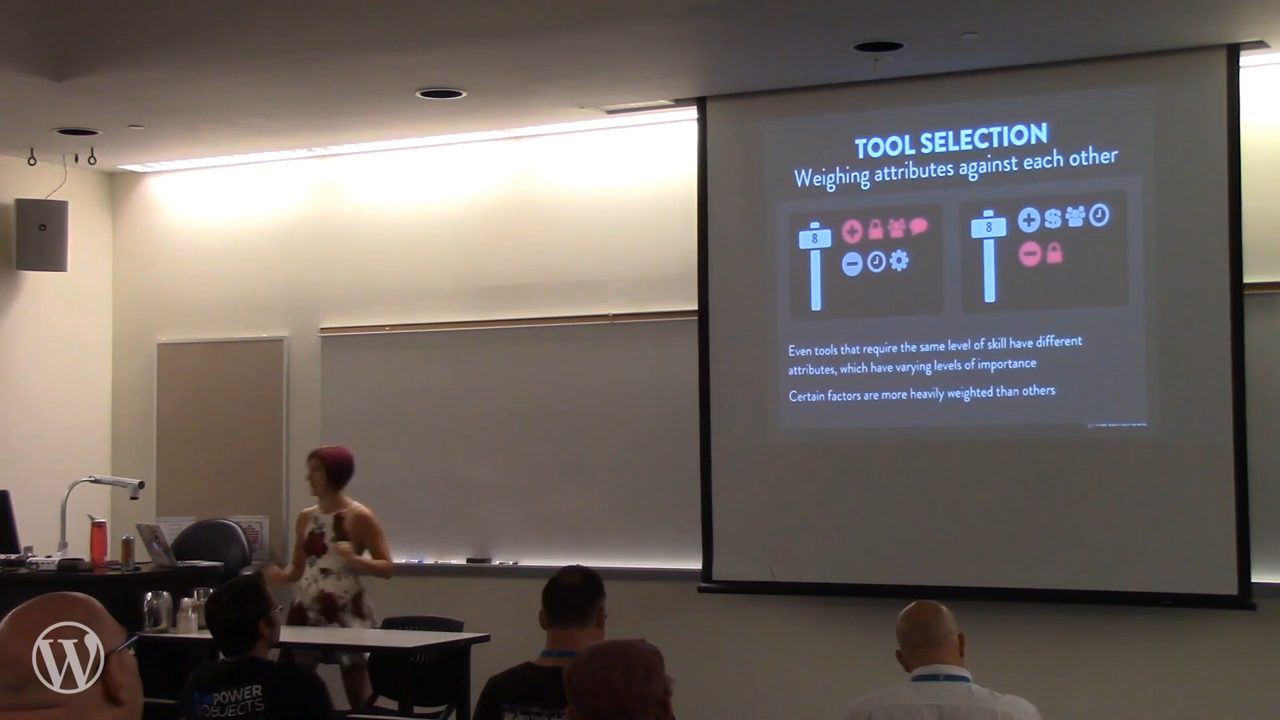 TOOL SELECTION
Weighing attributes against each other
8
8
Even tools that require the same level of skill have different
attributes, which have varying levels of importance
Certain factors are more heavily weighted than others
POWER
OBJECTS
W